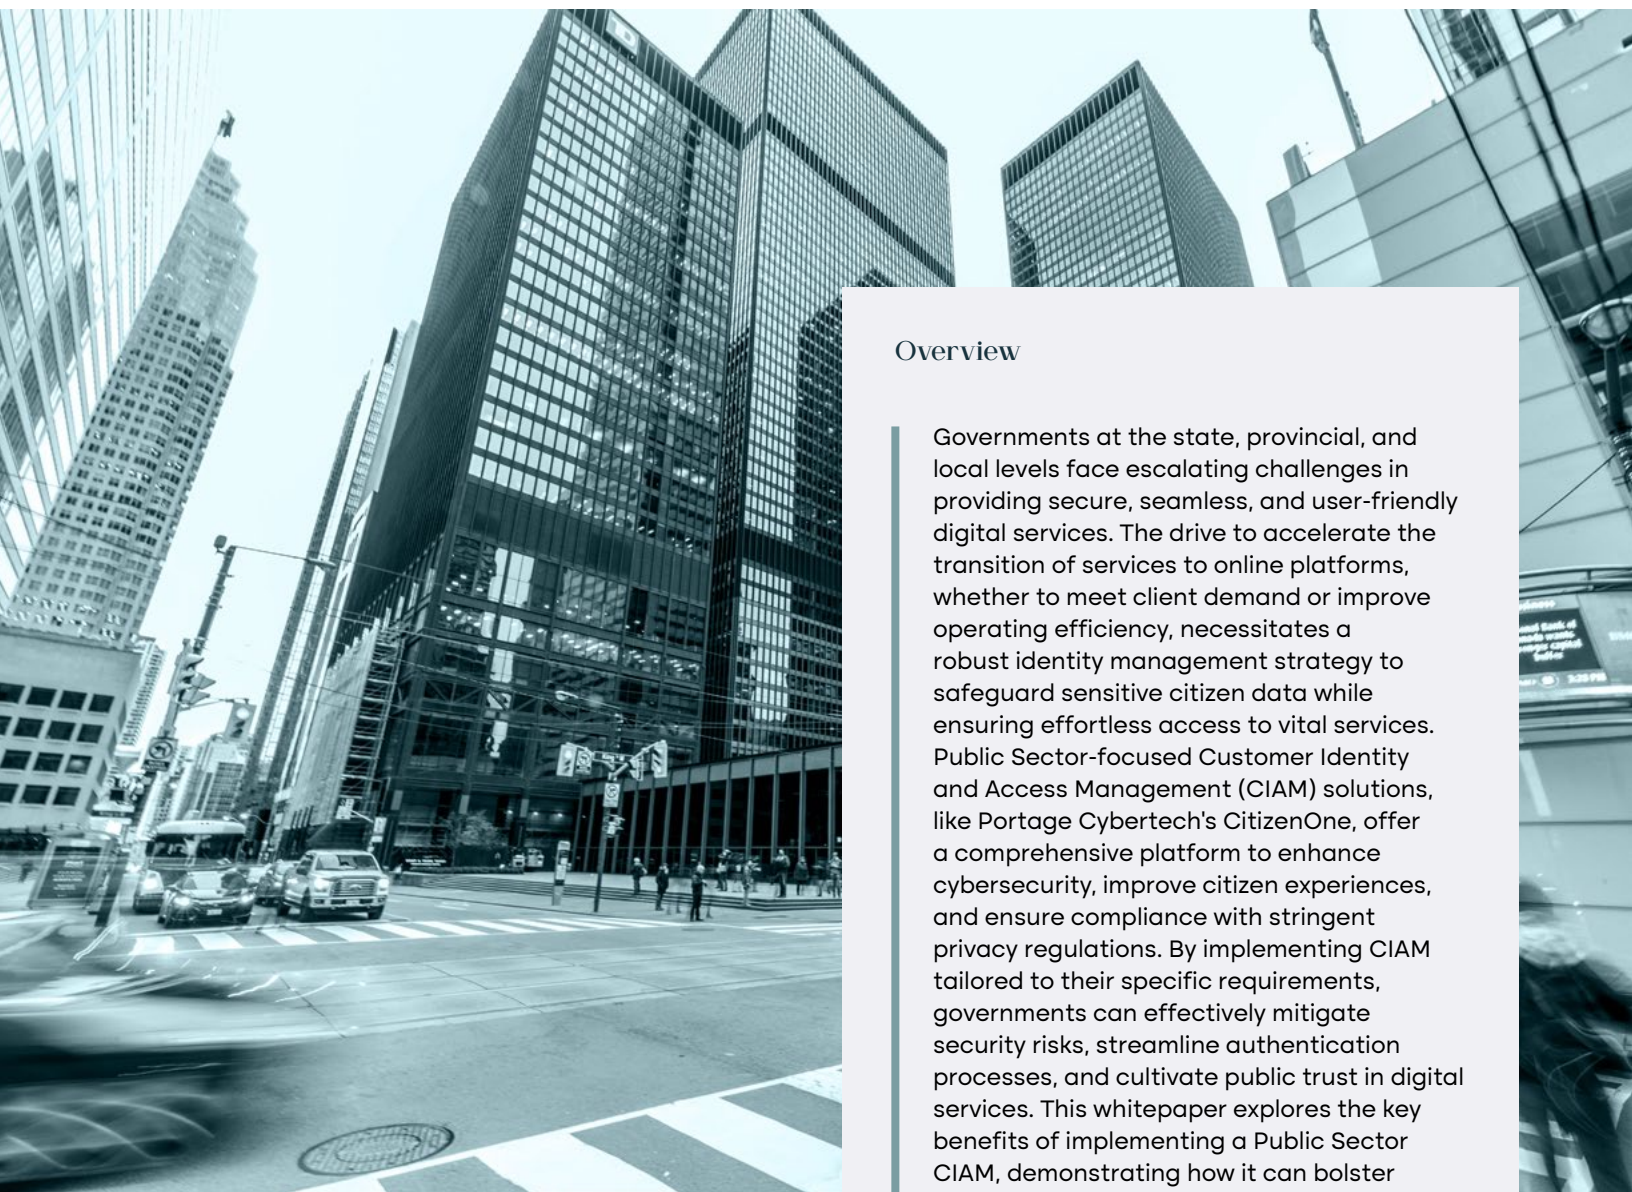 Overview
Governments at the state, provincial, and
local levels face escalating challenges in
providing secure, seamless, and user-friendly
digital services. The drive to accelerate the
transition of services to online platforms,
whether to meet client demand or improve
operating efficiency, necessitates a
robust identity management strategy to
safeguard sensitive citizen data while
ensuring effortless access to vital services.
Public Sector-focused Customer Identity
and Access Management (CIAM) solutions,
like Portage Cybertech's CitizenOne, offer
a comprehensive platform to enhance
cybersecurity, improve citizen experiences,
and ensure compliance with stringent
privacy regulations. By implementing CIAM
tailored to their specific requirements,
governments can effectively mitigate
security risks, streamline authentication
processes, and cultivate public trust in digital
services. This whitepaper explores the key
benefits of implementing a Public Sector
CIAM, demonstrating how it can bolster